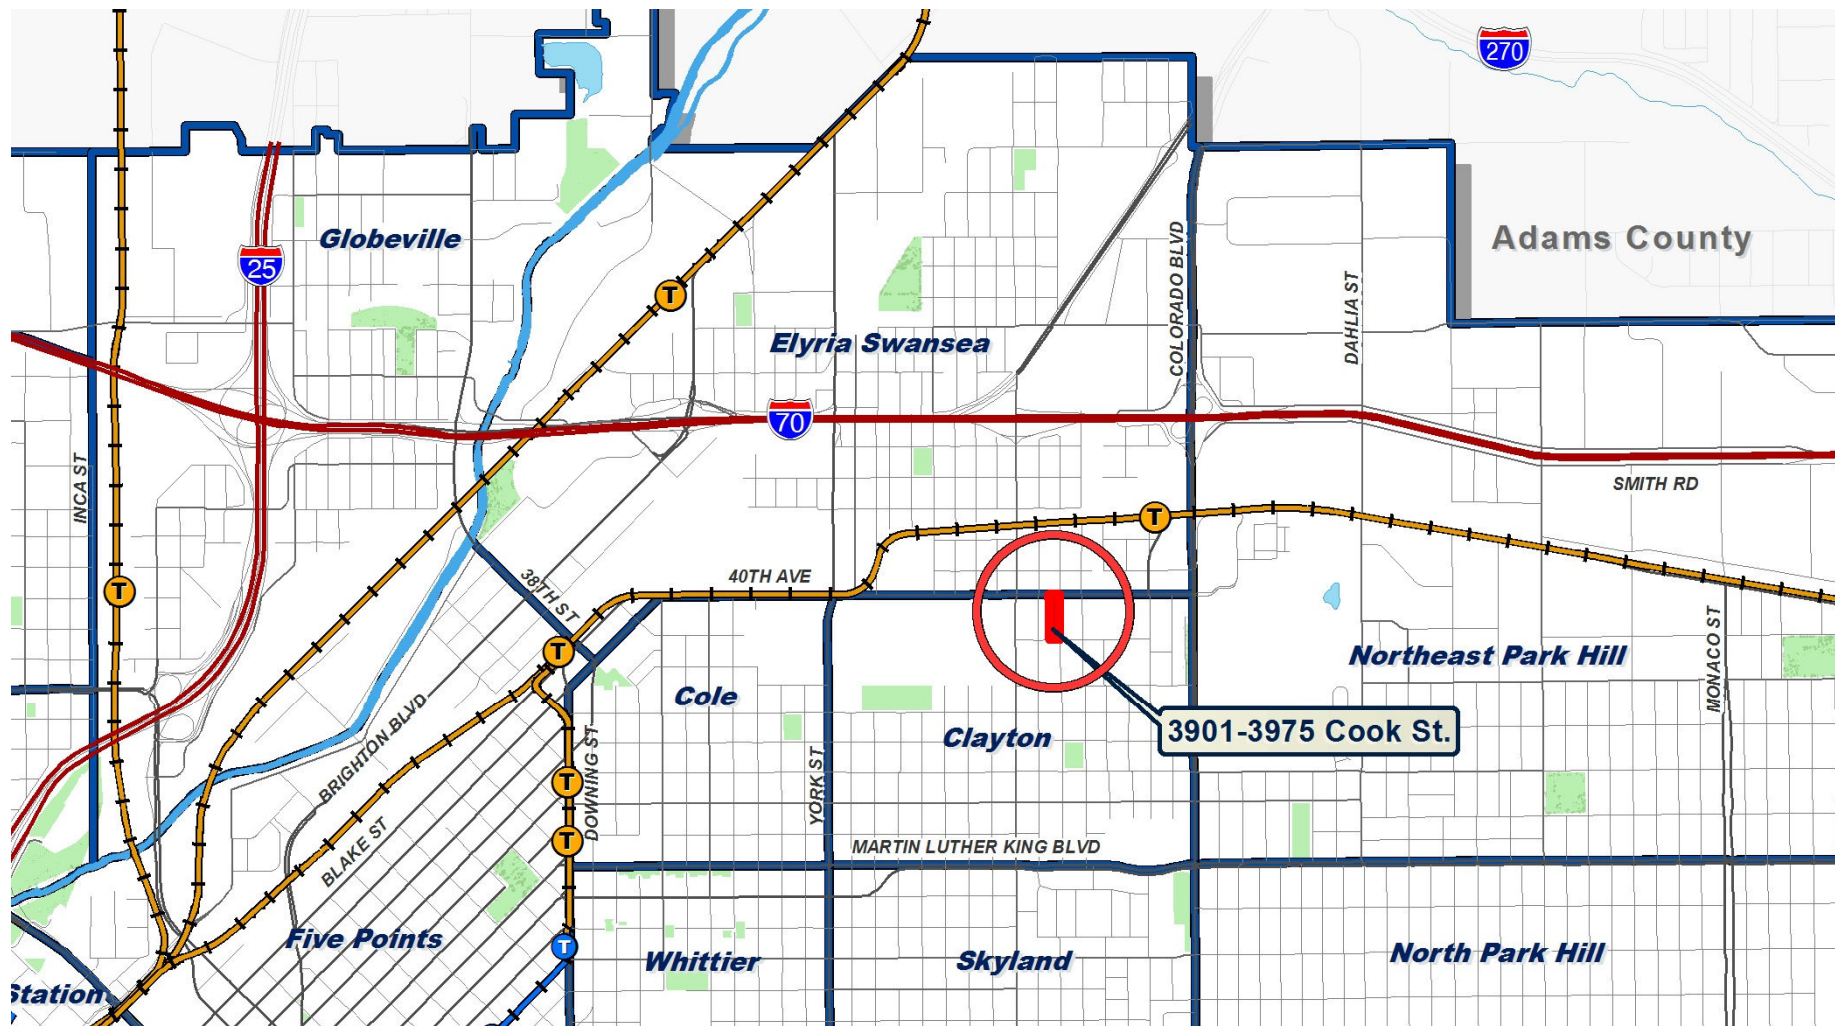 270
Adams County
Globeville
25
T
COLORADO BLVD
DAHLIA ST
Elyria Swansea
70
INCA ST
SMITH RD
T
T
40TH AVE
38TH ST
T
MONACO ST
Northeast Park Hill
Cole
BRIGHTON BLVD
Clayton
3901-3975 Cook St.
T
DOWNING ST
YORK ST
T
BLAKE ST
MARTIN LUTHER KING BLVD
Five Points
T
Whittier
Skyland
North Park Hill
Station